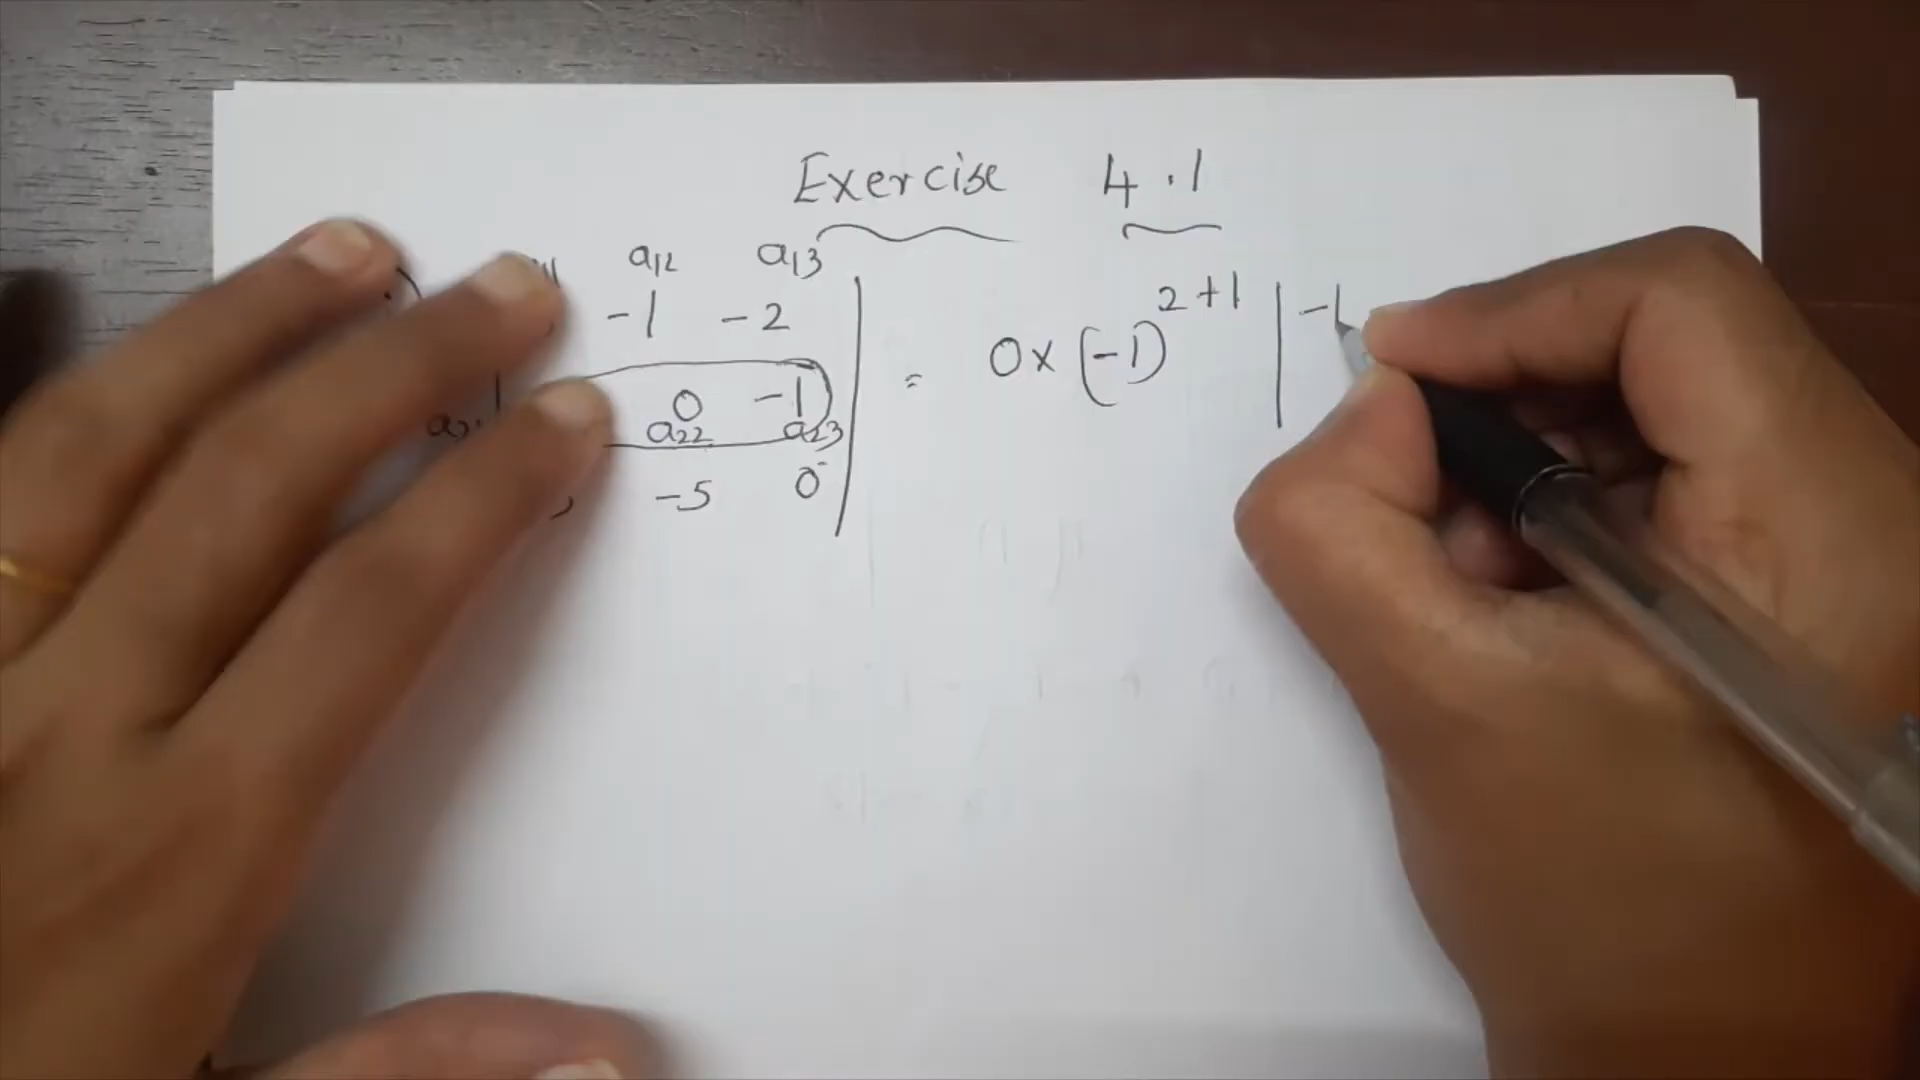 Exercise 4.1
a12 a13
-1 -2 | = 0 × (-1)^2+1 | -1
0 -1
a22 a23
-5 0